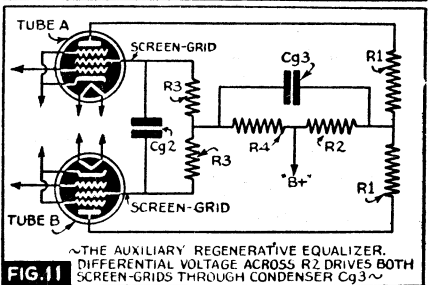 TUBE A
SCREEN-GRID
Cg3
R1
R3
Cg2
R4
R2
R3
"B+"
R1
SCREEN-GRID
TUBE B
~THE AUXILIARY REGENERATIVE EQUALIZER.
DIFFERENTIAL VOLTAGE ACROSS R2 DRIVES BOTH
SCREEN-GRIDS THROUGH CONDENSER Cg3~
FIG.11